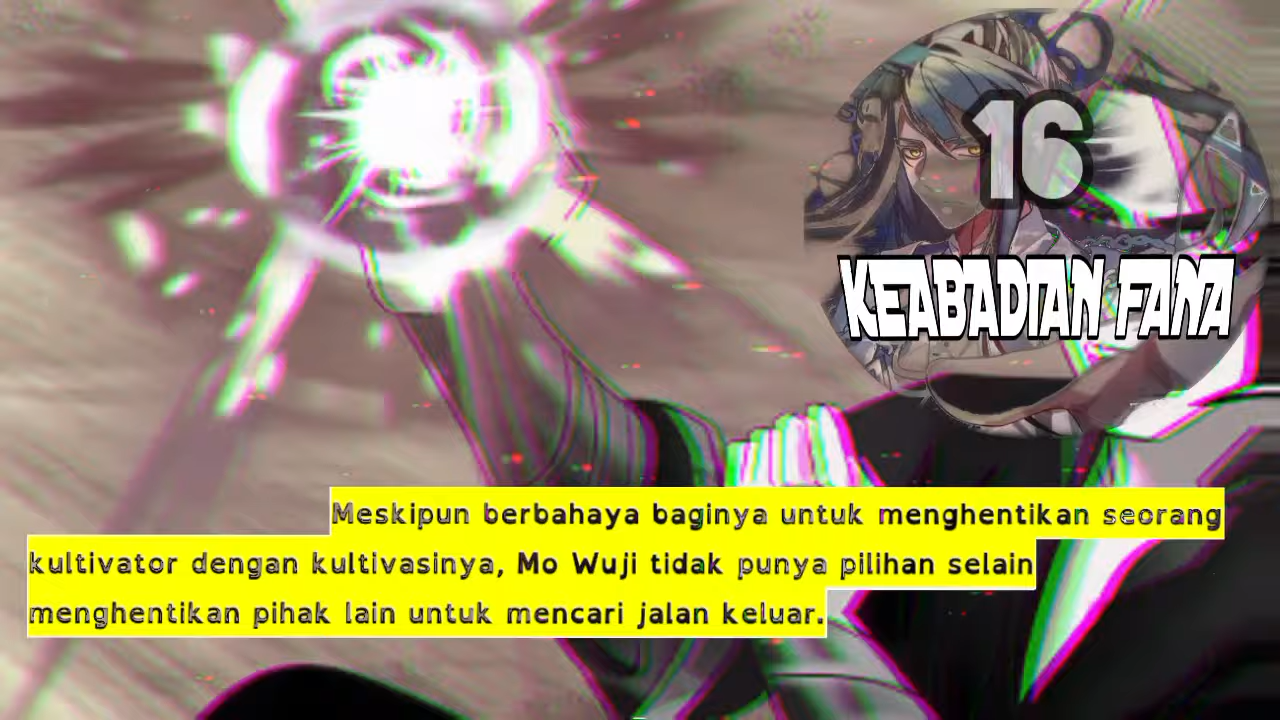 16
KEABADIAN FANA
Meskipun berbahaya baginya untuk menghentikan seorang
kultivator dengan kultivasinya, Mo Wuji tidak punya pilihan selain
menghentikan pihak lain untuk mencari jalan keluar.